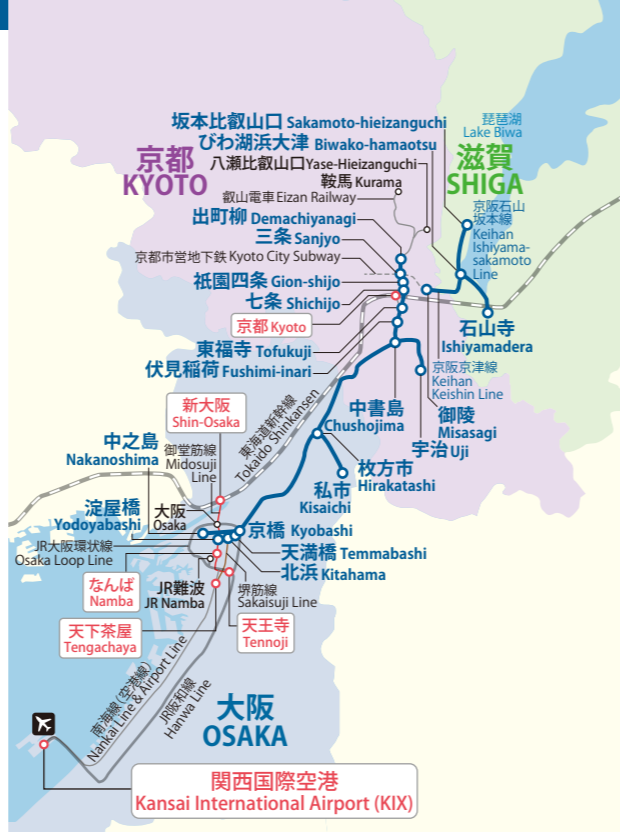 坂本比叡山口 Sakamoto-hieizanguchi
琵琶湖
Lake Biwa
びわ湖浜大津 Biwako-hamaotsu
京都
KYOTO
八瀬比叡山口 Yase-Hieizanguchi
滋賀
SHIGA
鞍馬 Kurama
叡山電車 Eizan Railway
京阪石山
坂本線
Keihan
Ishiyama-
sakamoto
Line
出町柳 Demachiyanagi
三条 Sanjyo
京都市営地下鉄 Kyoto City Subway
祇園四条 Gion-shijo
七条 Shichijo
京都 Kyoto
石山寺
Ishiyamadera
東福寺 Tofukuji
伏見稲荷 Fushimi-inari
京阪京津線
Keihan
Keishin Line
新大阪
Shin-Osaka
東海道新幹線
Tokaido Shinkansen
中書島
Chushojima
御陵
Misasagi
宇治 Uji
中之島
Nakanoshima
御堂筋線
Midosuji
Line
枚方市
Hirakatashi
私市
Kisaichi
淀屋橋
Yodoyabashi
大阪
Osaka
京橋 Kyobashi
JR大阪環状線
Osaka Loop Line
天満橋 Temmabashi
北浜 Kitahama
なんば
Namba
JR難波
JR Namba
堺筋線
Sakaisuji Line
天下茶屋
Tengachaya
天王寺
Tennoji
南海線(空港線)
Nankai Line & Airport Line
JR阪和線
Hanwa Line
大阪
OSAKA
関西国際空港
Kansai International Airport (KIX)